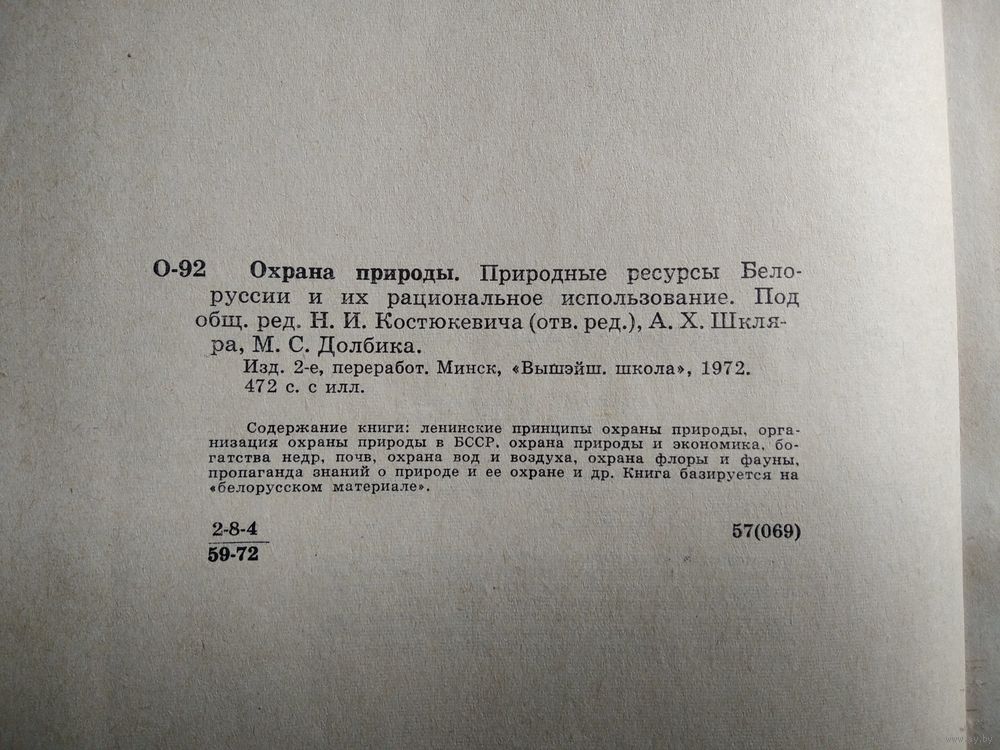 О-92 Охрана природы. Природные ресурсы Бело-
руссии и их рациональное использование. Под
общ. ред. Н. И. Костюкевича (отв. ред.), А. Х. Шкля-
ра, М. С. Долбика.
Изд. 2-е, переработ. Минск, «Вышэйш. школа», 1972.
472 с. с илл.
Содержание книги: ленинские принципы охраны природы, орга-
низация охраны природы в БССР, охрана природы и экономика, бо-
гатства недр, почв, охрана вод и воздуха, охрана флоры и фауны,
пропаганда знаний о природе и ее охране и др. Книга базируется на
«белорусском материале».
2-8-4
59-72
57(069)
www.ay.by